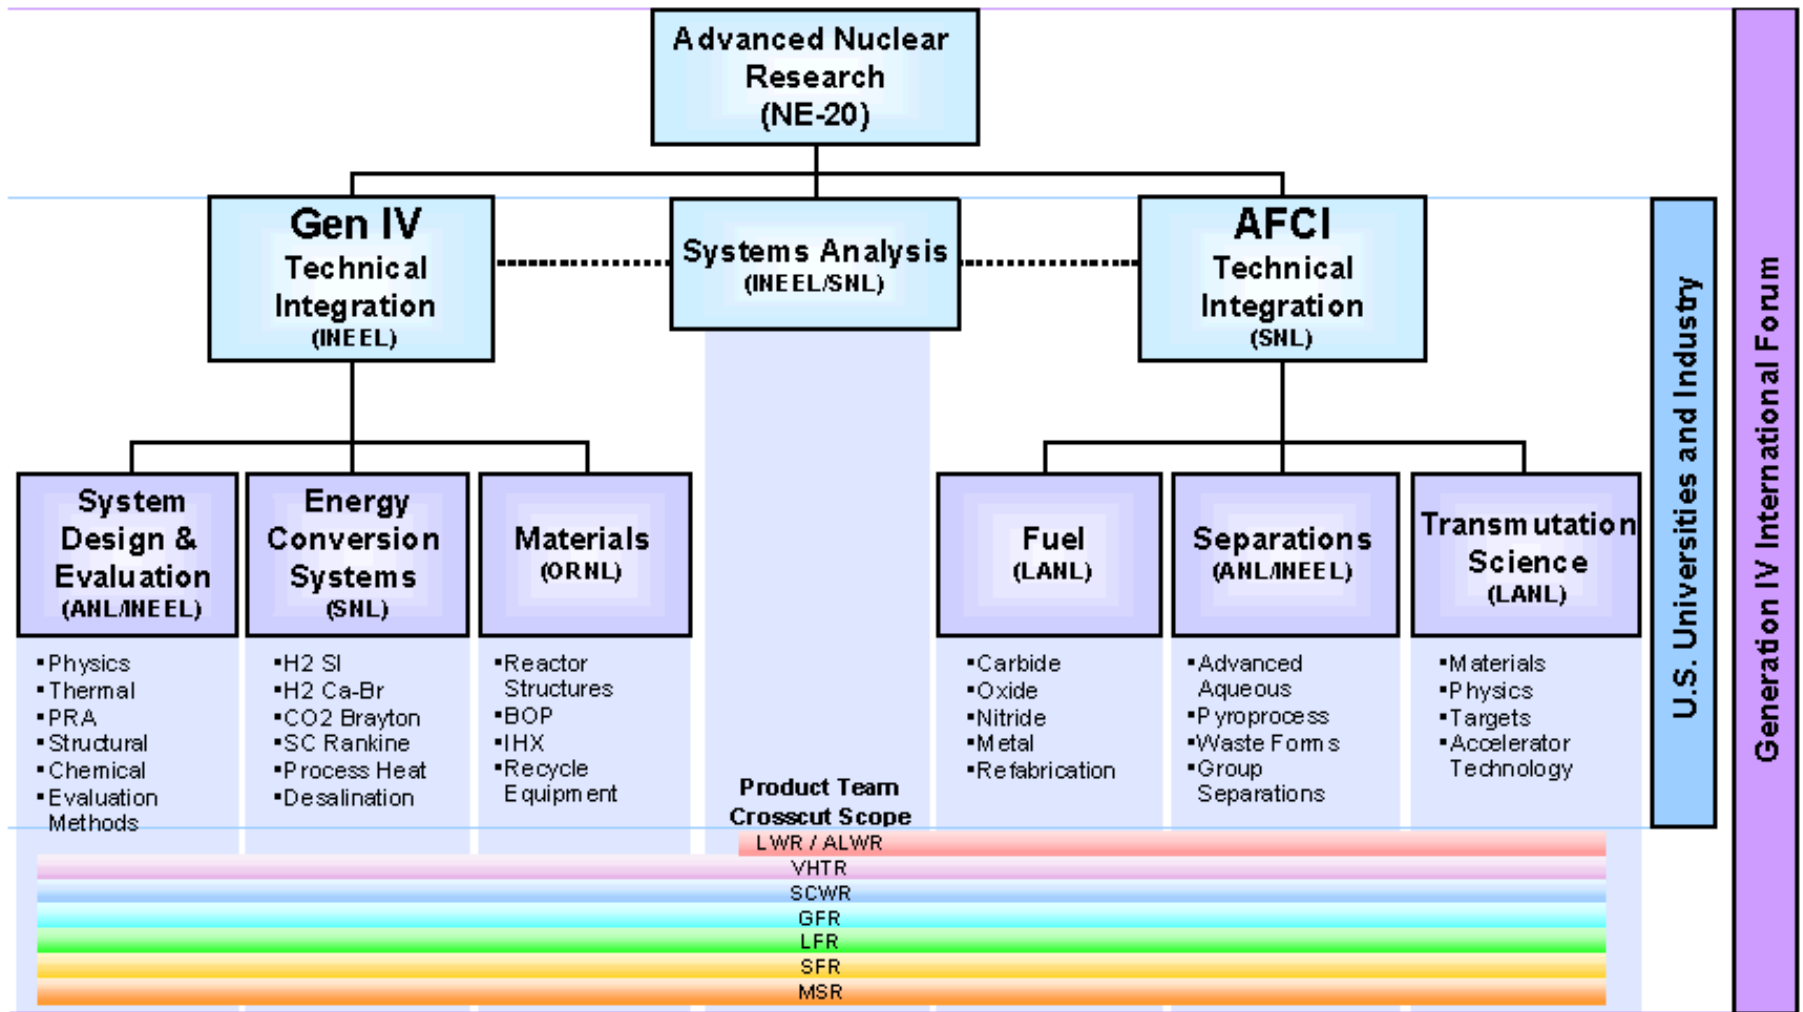 Advanced Nuclear
Research
(NE-20)
Gen IV
Technical
Integration
(INEEL)
Systems Analysis
(INEEL/SNL)
AFCI
Technical
Integration
(SNL)
System
Design &
Evaluation
(ANL/INEEL)
Energy
Conversion
Systems
(SNL)
Materials
(ORNL)
Fuel
(LANL)
Separations
(ANL/INEEL)
Transmutation
Science
(LANL)
▪Physics
▪Thermal
▪PRA
▪Structural
▪Chemical
▪Evaluation
Methods
▪H2 SI
▪H2 Ca-Br
▪CO2 Brayton
▪SC Rankine
▪Process Heat
▪Desalination
▪Reactor
Structures
▪BOP
▪IHX
▪Recycle
Equipment
▪Carbide
▪Oxide
▪Nitride
▪Metal
▪Refabrication
▪Advanced
Aqueous
▪Pyroprocess
▪Waste Forms
▪Group
Separations
▪Materials
▪Physics
▪Targets
▪Accelerator
Technology
Product Team
Crosscut Scope
LWR / ALWR
VHTR
SCWR
GFR
LFR
SFR
MSR
U.S. Universities and Industry
Generation IV International Forum